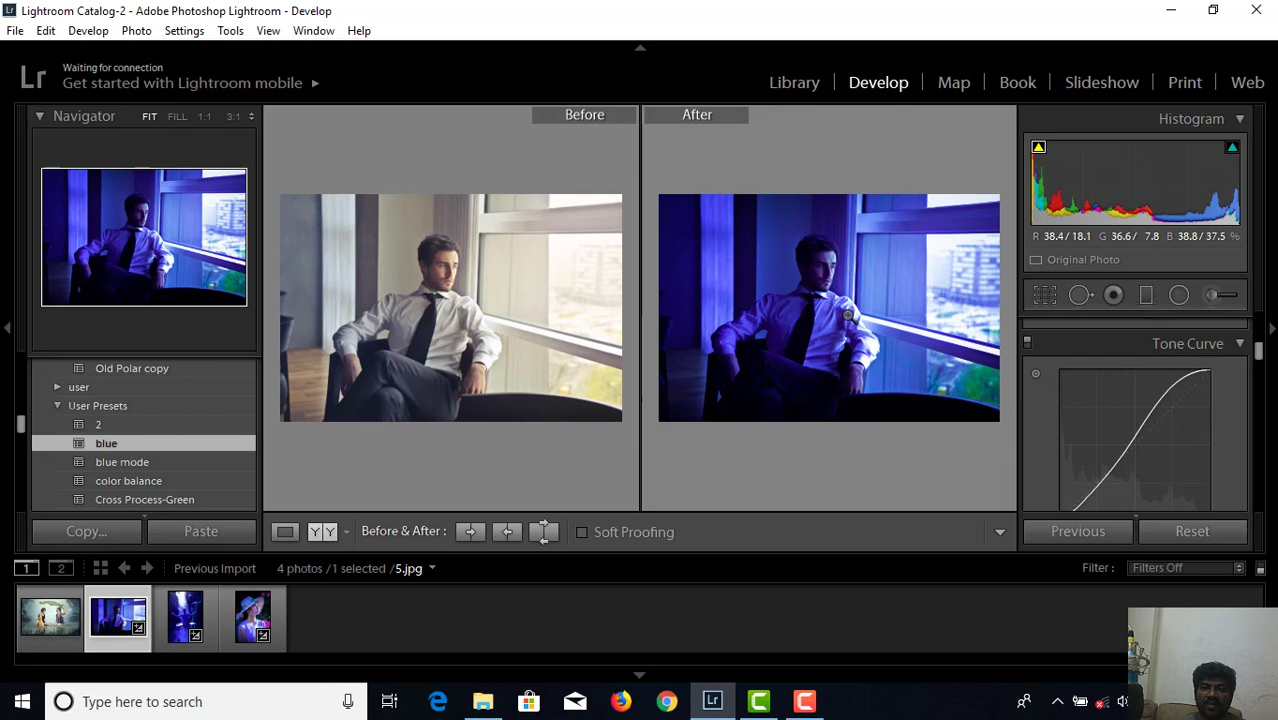 Lr Lightroom Catalog-2 - Adobe Photoshop Lightroom - Develop
File Edit Develop Photo Settings Tools View Window Help
Lr
Waiting for connection
Get started with Lightroom mobile
Library Develop Map Book Slideshow Print Web
Navigator FIT FILL 1:1 3:1
Before
After
Histogram
R 38.4 / 18.1 G 36.6 / 7.8 B 38.8 / 37.5 %
Original Photo
Tone Curve
Old Polar copy
user
User Presets
2
blue
blue mode
color balance
Cross Process-Green
Copy... Paste
YY Before & After : Soft Proofing
Previous Reset
1 2 Previous Import 4 photos / 1 selected / 5.jpg
Filter : Filters Off
Type here to search
Lr